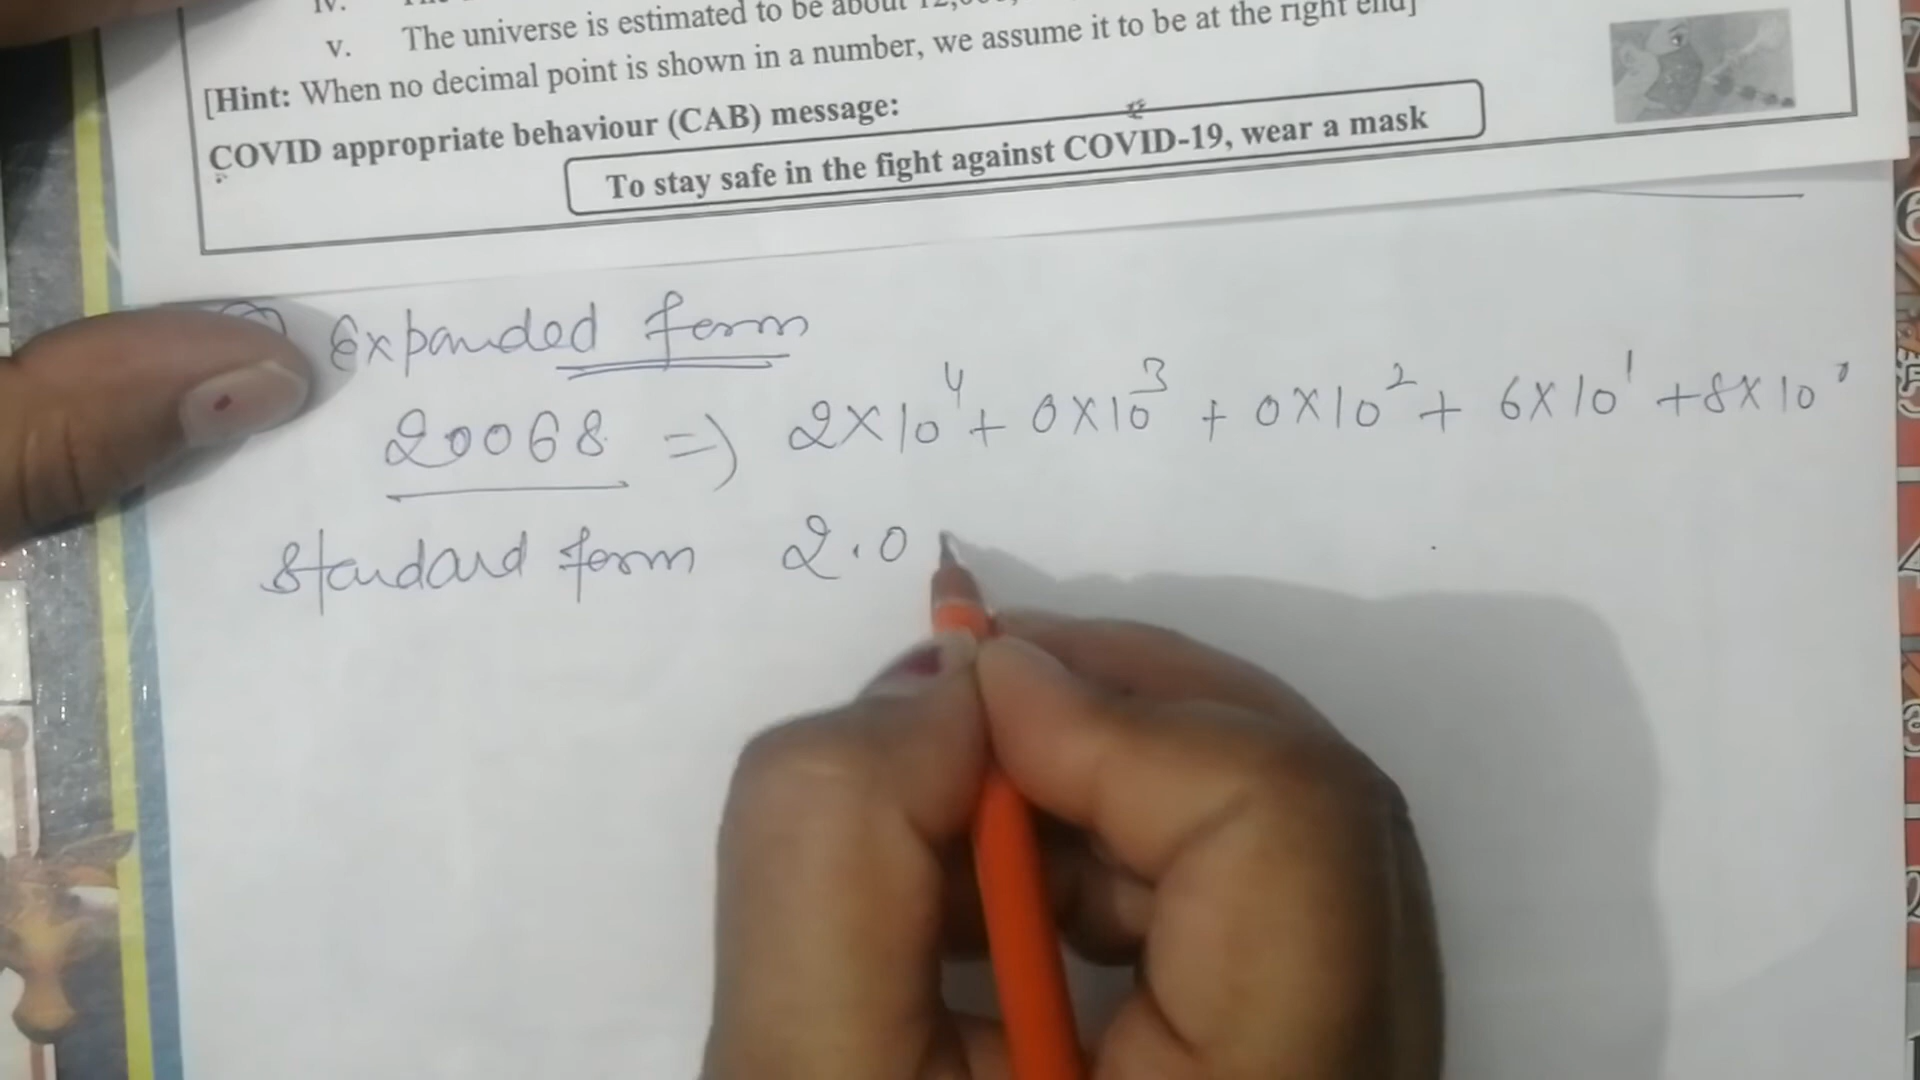 v. The universe is estimated to be about 12,
[Hint: When no decimal point is shown in a number, we assume it to be at the right end]
COVID appropriate behaviour (CAB) message:
To stay safe in the fight against COVID-19, wear a mask
Expanded form
20068 => 2×10⁴ + 0×10³ + 0×10² + 6×10¹ + 8×10⁰
Standard form 2.0